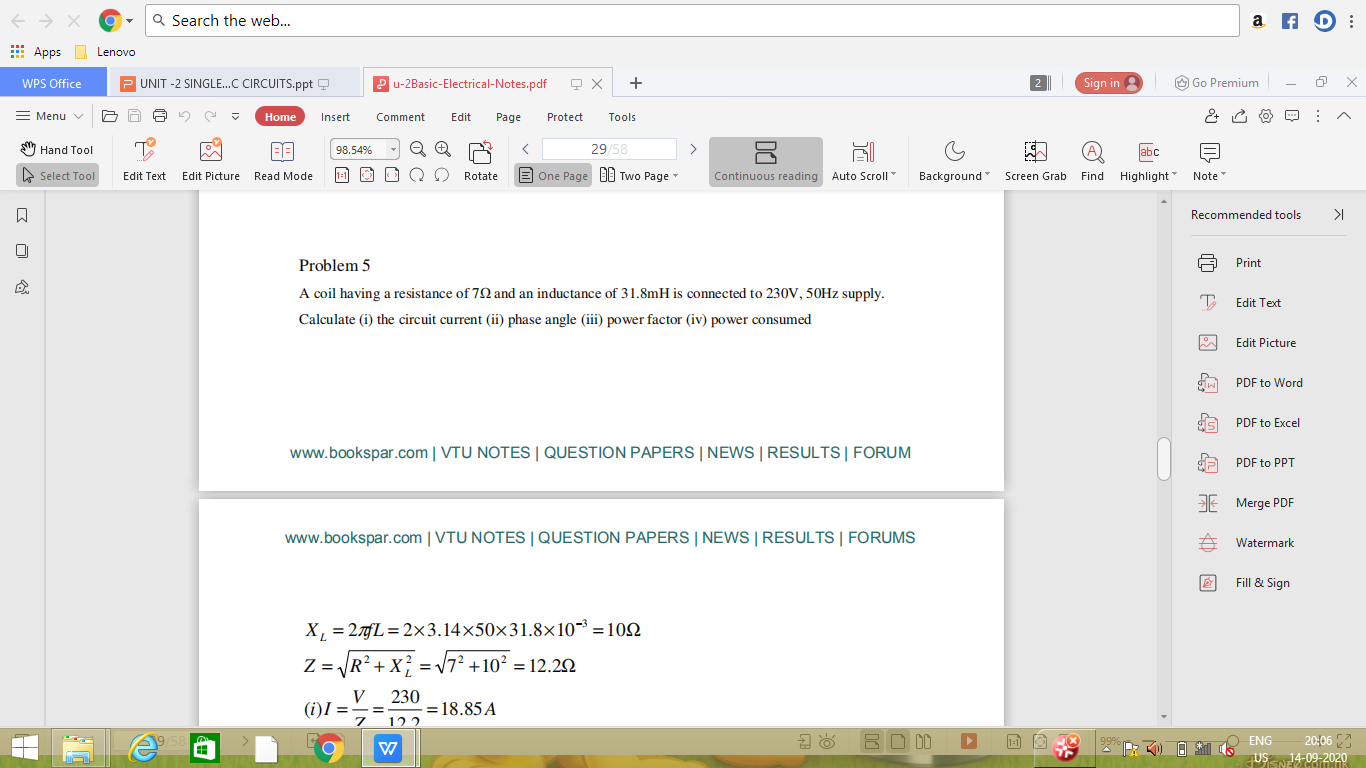 Search the web...
Apps Lenovo
WPS Office UNIT -2 SINGLE...C CIRCUITS.ppt u-2Basic-Electrical-Notes.pdf 2 Sign in Go Premium
Menu Home Insert Comment Edit Page Protect Tools
Hand Tool 98.54% 29/58
Select Tool Edit Text Edit Picture Read Mode Rotate One Page Two Page Continuous reading Auto Scroll Background Screen Grab Find Highlight Note
Recommended tools
Print
Edit Text
Edit Picture
PDF to Word
PDF to Excel
PDF to PPT
Merge PDF
Watermark
Fill & Sign
Problem 5
A coil having a resistance of 7Ω and an inductance of 31.8mH is connected to 230V, 50Hz supply.
Calculate (i) the circuit current (ii) phase angle (iii) power factor (iv) power consumed
www.bookspar.com | VTU NOTES | QUESTION PAPERS | NEWS | RESULTS | FORUM
www.bookspar.com | VTU NOTES | QUESTION PAPERS | NEWS | RESULTS | FORUMS
X_L = 2πfL = 2×3.14×50×31.8×10⁻³ = 10Ω
Z = √(R² + X_L²) = √(7² + 10²) = 12.2Ω
(i) I = V/Z = 230/12.2 = 18.85 A
99%
ENG 20:06
US 14-09-2020